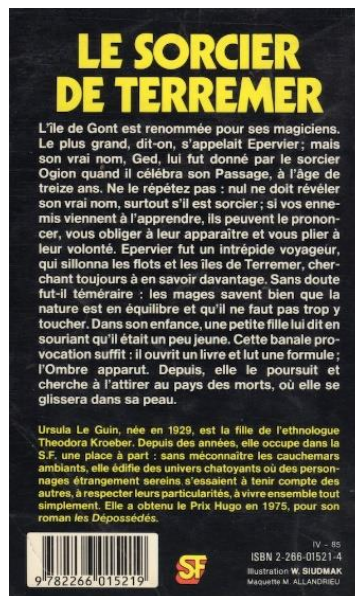 LE SORCIER
DE TERREMER
L'île de Gont est renommée pour ses magiciens.
Le plus grand, dit-on, s'appelait Epervier; mais
son vrai nom, Ged, lui fut donné par le sorcier
Ogion quand il célébra son Passage, à l'âge de
treize ans. Ne le répétez pas : nul ne doit révéler
son vrai nom, surtout s'il est sorcier; si vos enne-
mis viennent à l'apprendre, ils peuvent le pronon-
cer, vous obliger à leur apparaître et vous plier à
leur volonté. Epervier fut un intrépide voyageur,
qui sillonna les flots et les îles de Terremer, cher-
chant toujours à en savoir davantage. Sans doute
fut-il téméraire : les mages savent bien que la
nature est en équilibre et qu'il ne faut pas trop y
toucher. Dans son enfance, une petite fille lui dit en
souriant qu'il était un peu jeune. Cette banale pro-
vocation suffit : il ouvrit un livre et lut une formule;
l'Ombre apparut. Depuis, elle le poursuit et
cherche à l'attirer au pays des morts, où elle se
glissera dans sa peau.
Ursula Le Guin, née en 1929, est la fille de l'ethnologue
Theodora Kroeber. Depuis des années, elle occupe dans la
S.F. une place à part : sans méconnaître les cauchemars
ambiants, elle édifie des univers chatoyants où des person-
nages étrangement sereins s'essaient à tenir compte des
autres, à respecter leurs particularités, à vivre ensemble tout
simplement. Elle a obtenu le Prix Hugo en 1975, pour son
roman les Dépossédés.
IV - 85
ISBN 2-266-01521-4
Illustration W. SIUDMAK
Maquette M. ALLANDRIEU
SF
9 782266 015219